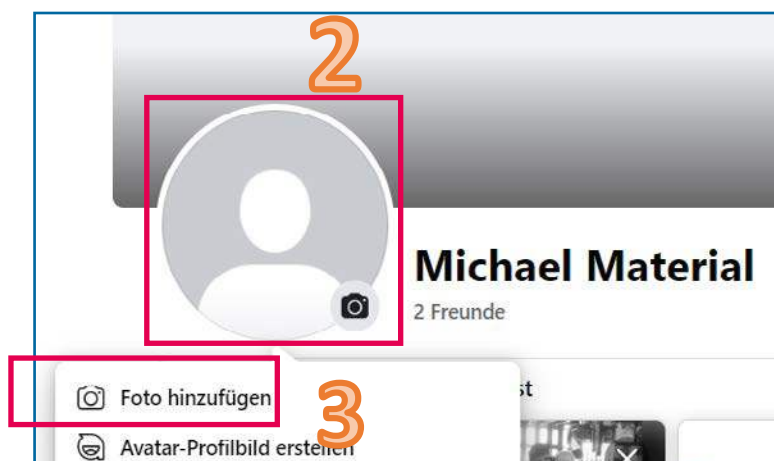 2
Michael Material
2 Freunde
Foto hinzufügen
3
Avatar-Profilbild erstellen